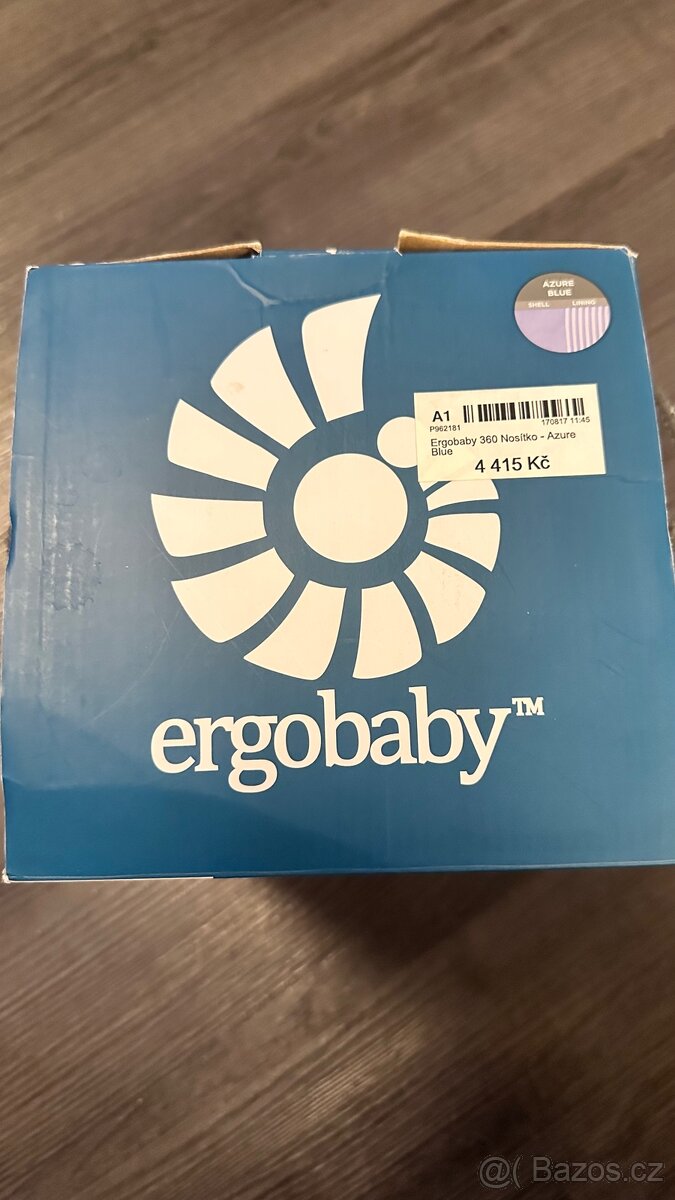 AZURE
BLUE
SHELL LINING
A1
P962181 170817 11:45
Ergobaby 360 Nosítko - Azure
Blue
4 415 Kč
ergobaby™
@( Bazos.cz